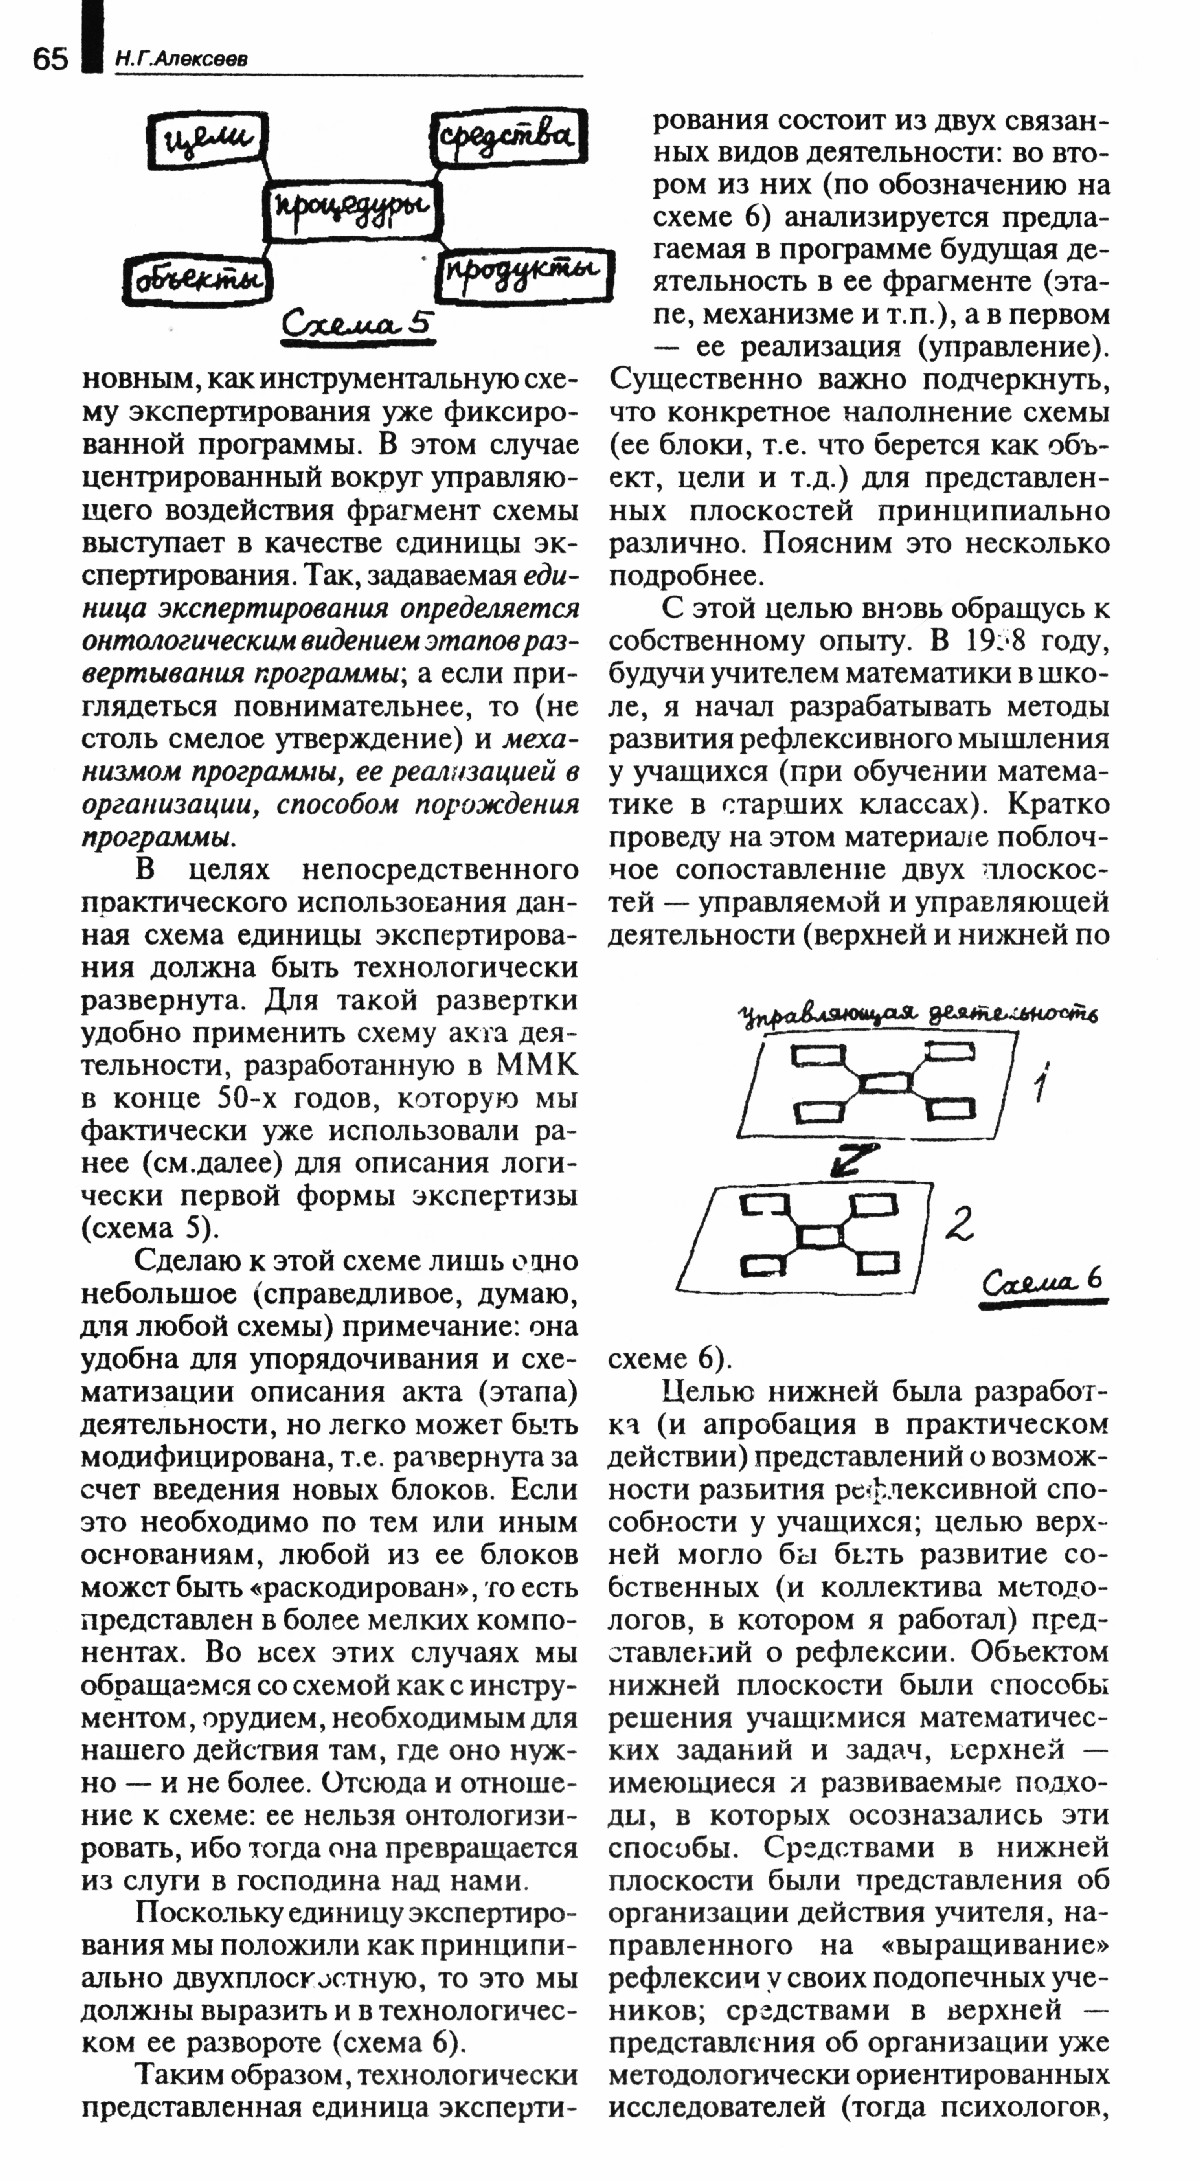 65
Н.Г.Алексеев
цели
средства
процедуры
объекты
продукты
Схема 5
новным, как инструментальную схе-
му экспертирования уже фиксиро-
ванной программы. В этом случае
центрированный вокруг управляю-
щего воздействия фрагмент схемы
выступает в качестве единицы эк-
спертирования. Так, задаваемая еди-
ница экспертирования определяется
онтологическим видением этапов раз-
вертывания программы; а если при-
глядеться повнимательнее, то (не
столь смелое утверждение) и меха-
низмом программы, ее реализацией в
организации, способом порождения
программы.
В целях непосредственного
практического использования дан-
ная схема единицы экспертирова-
ния должна быть технологически
развернута. Для такой развертки
удобно применить схему акта дея-
тельности, разработанную в ММК
в конце 50-х годов, которую мы
фактически уже использовали ра-
нее (см.далее) для описания логи-
чески первой формы экспертизы
(схема 5).
Сделаю к этой схеме лишь одно
небольшое (справедливое, думаю,
для любой схемы) примечание: она
удобна для упорядочивания и схе-
матизации описания акта (этапа)
деятельности, но легко может быть
модифицирована, т.е. развернута за
счет введения новых блоков. Если
это необходимо по тем или иным
основаниям, любой из ее блоков
может быть «раскодирован», то есть
представлен в более мелких компо-
нентах. Во всех этих случаях мы
обращаемся со схемой как с инстру-
ментом, орудием, необходимым для
нашего действия там, где оно нуж-
но — и не более. Отсюда и отноше-
ние к схеме: ее нельзя онтологизи-
ровать, ибо тогда она превращается
из слуги в господина над нами.
Поскольку единицу экспертиро-
вания мы положили как принципи-
ально двухплоскостную, то это мы
должны выразить и в технологичес-
ком ее развороте (схема 6).
Таким образом, технологически
представленная единица эксперти-
рования состоит из двух связан-
ных видов деятельности: во вто-
ром из них (по обозначению на
схеме 6) анализируется предла-
гаемая в программе будущая де-
ятельность в ее фрагменте (эта-
пе, механизме и т.п.), а в первом
— ее реализация (управление).
Существенно важно подчеркнуть,
что конкретное наполнение схемы
(ее блоки, т.е. что берется как объ-
ект, цели и т.д.) для представлен-
ных плоскостей принципиально
различно. Поясним это несколько
подробнее.
С этой целью вновь обращусь к
собственному опыту. В году,
будучи учителем математики в шко-
ле, я начал разрабатывать методы
развития рефлексивного мышления
у учащихся (при обучении матема-
тике в старших классах). Кратко
проведу на этом материале поблоч-
ное сопоставление двух плоскос-
тей — управляемой и управляющей
деятельности (верхней и нижней по
Управляющая деятельность
1
2
Схема 6
схеме 6).
Целью нижней была разработ-
ка (и апробация в практическом
действии) представлений о возмож-
ности развития рефлексивной спо-
собности у учащихся; целью верх-
ней могло бы быть развитие со-
бственных (и коллектива методо-
логов, в котором я работал) пред-
ставлений о рефлексии. Объектом
нижней плоскости были способы
решения учащимися математичес-
ких заданий и задач, верхней —
имеющиеся и развиваемые подхо-
ды, в которых осознавались эти
способы. Средствами в нижней
плоскости были представления об
организации действия учителя, на-
правленного на «выращивание»
рефлексии у своих подопечных уче-
ников; средствами в верхней —
представления об организации уже
методологически ориентированных
исследователей (тогда психологов,